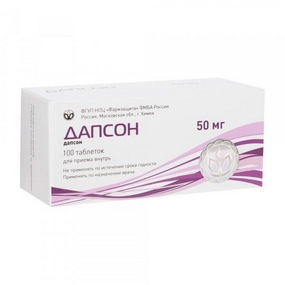 ФГУП НПЦ «Фармзащита» ФМБА России
Россия, Московская обл., г. Химки
ДАПСОН
дапсон
50 мг
100 таблеток
для приема внутрь
Не применять по истечении срока годности
Применять по назначению врача